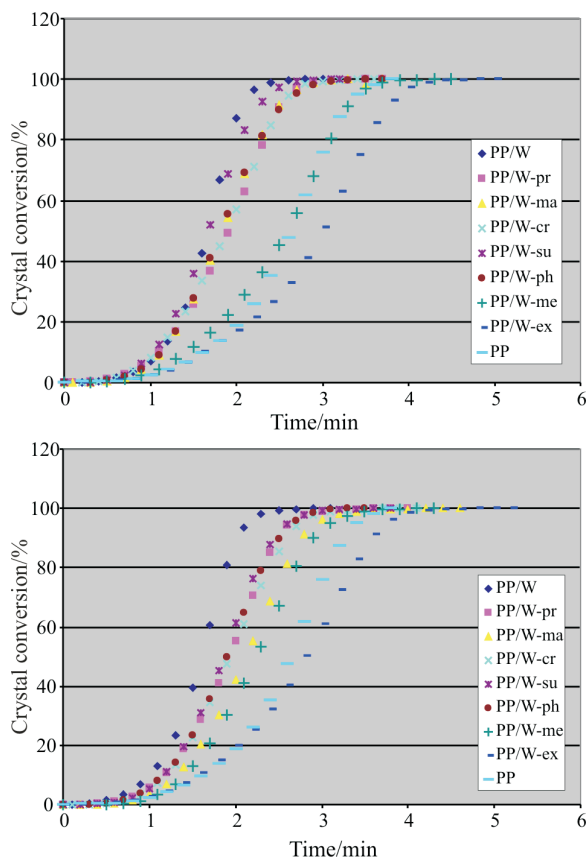 120
100
80
60
40
20
0
Crystal conversion/%
0 1 2 3 4 5 6
Time/min
PP/W
PP/W-pr
PP/W-ma
PP/W-cr
PP/W-su
PP/W-ph
PP/W-me
PP/W-ex
PP
120
100
80
60
40
20
0
Crystal conversion/%
0 1 2 3 4 5 6
Time/min
PP/W
PP/W-pr
PP/W-ma
PP/W-cr
PP/W-su
PP/W-ph
PP/W-me
PP/W-ex
PP